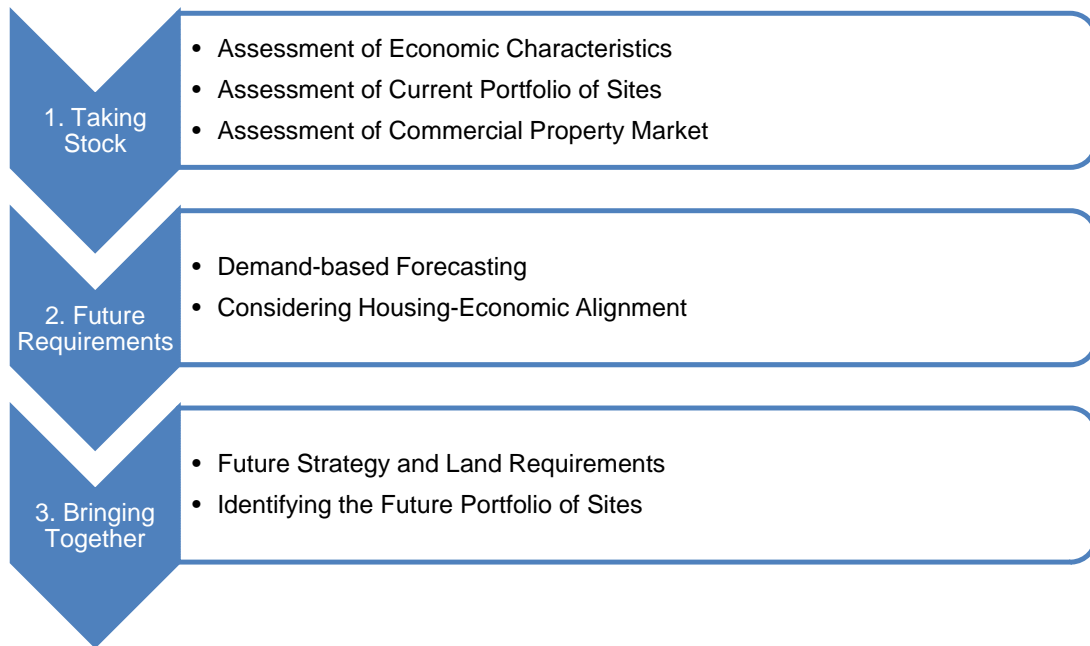 1. Taking
Stock
• Assessment of Economic Characteristics
• Assessment of Current Portfolio of Sites
• Assessment of Commercial Property Market
2. Future
Requirements
• Demand-based Forecasting
• Considering Housing-Economic Alignment
3. Bringing
Together
• Future Strategy and Land Requirements
• Identifying the Future Portfolio of Sites